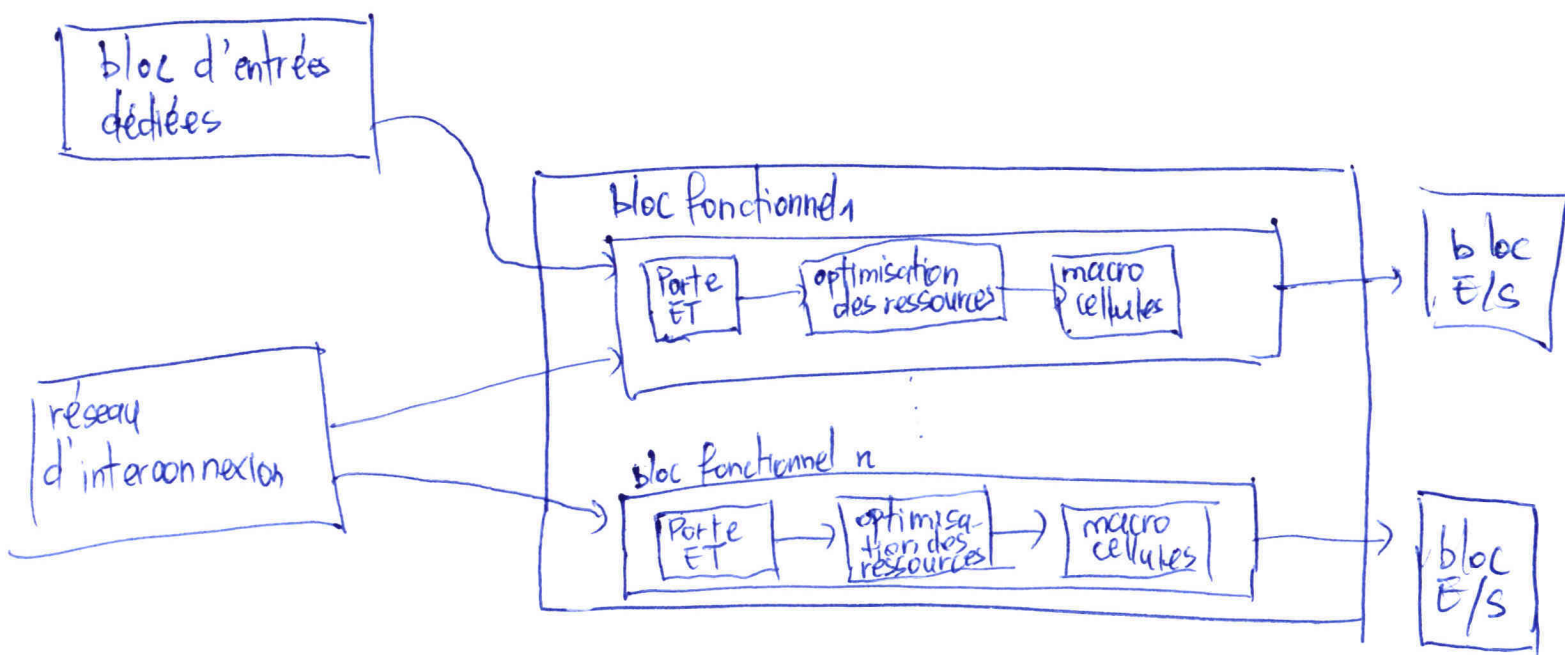 bloc d'entrées
dédiées
bloc fonctionnel 1
Porte
ET
optimisation
des ressources
macro
cellules
bloc
E/S
réseau
d'interconnexion
bloc fonctionnel n
Porte
ET
optimisa-
tion des
ressources
macro
cellules
bloc
E/S